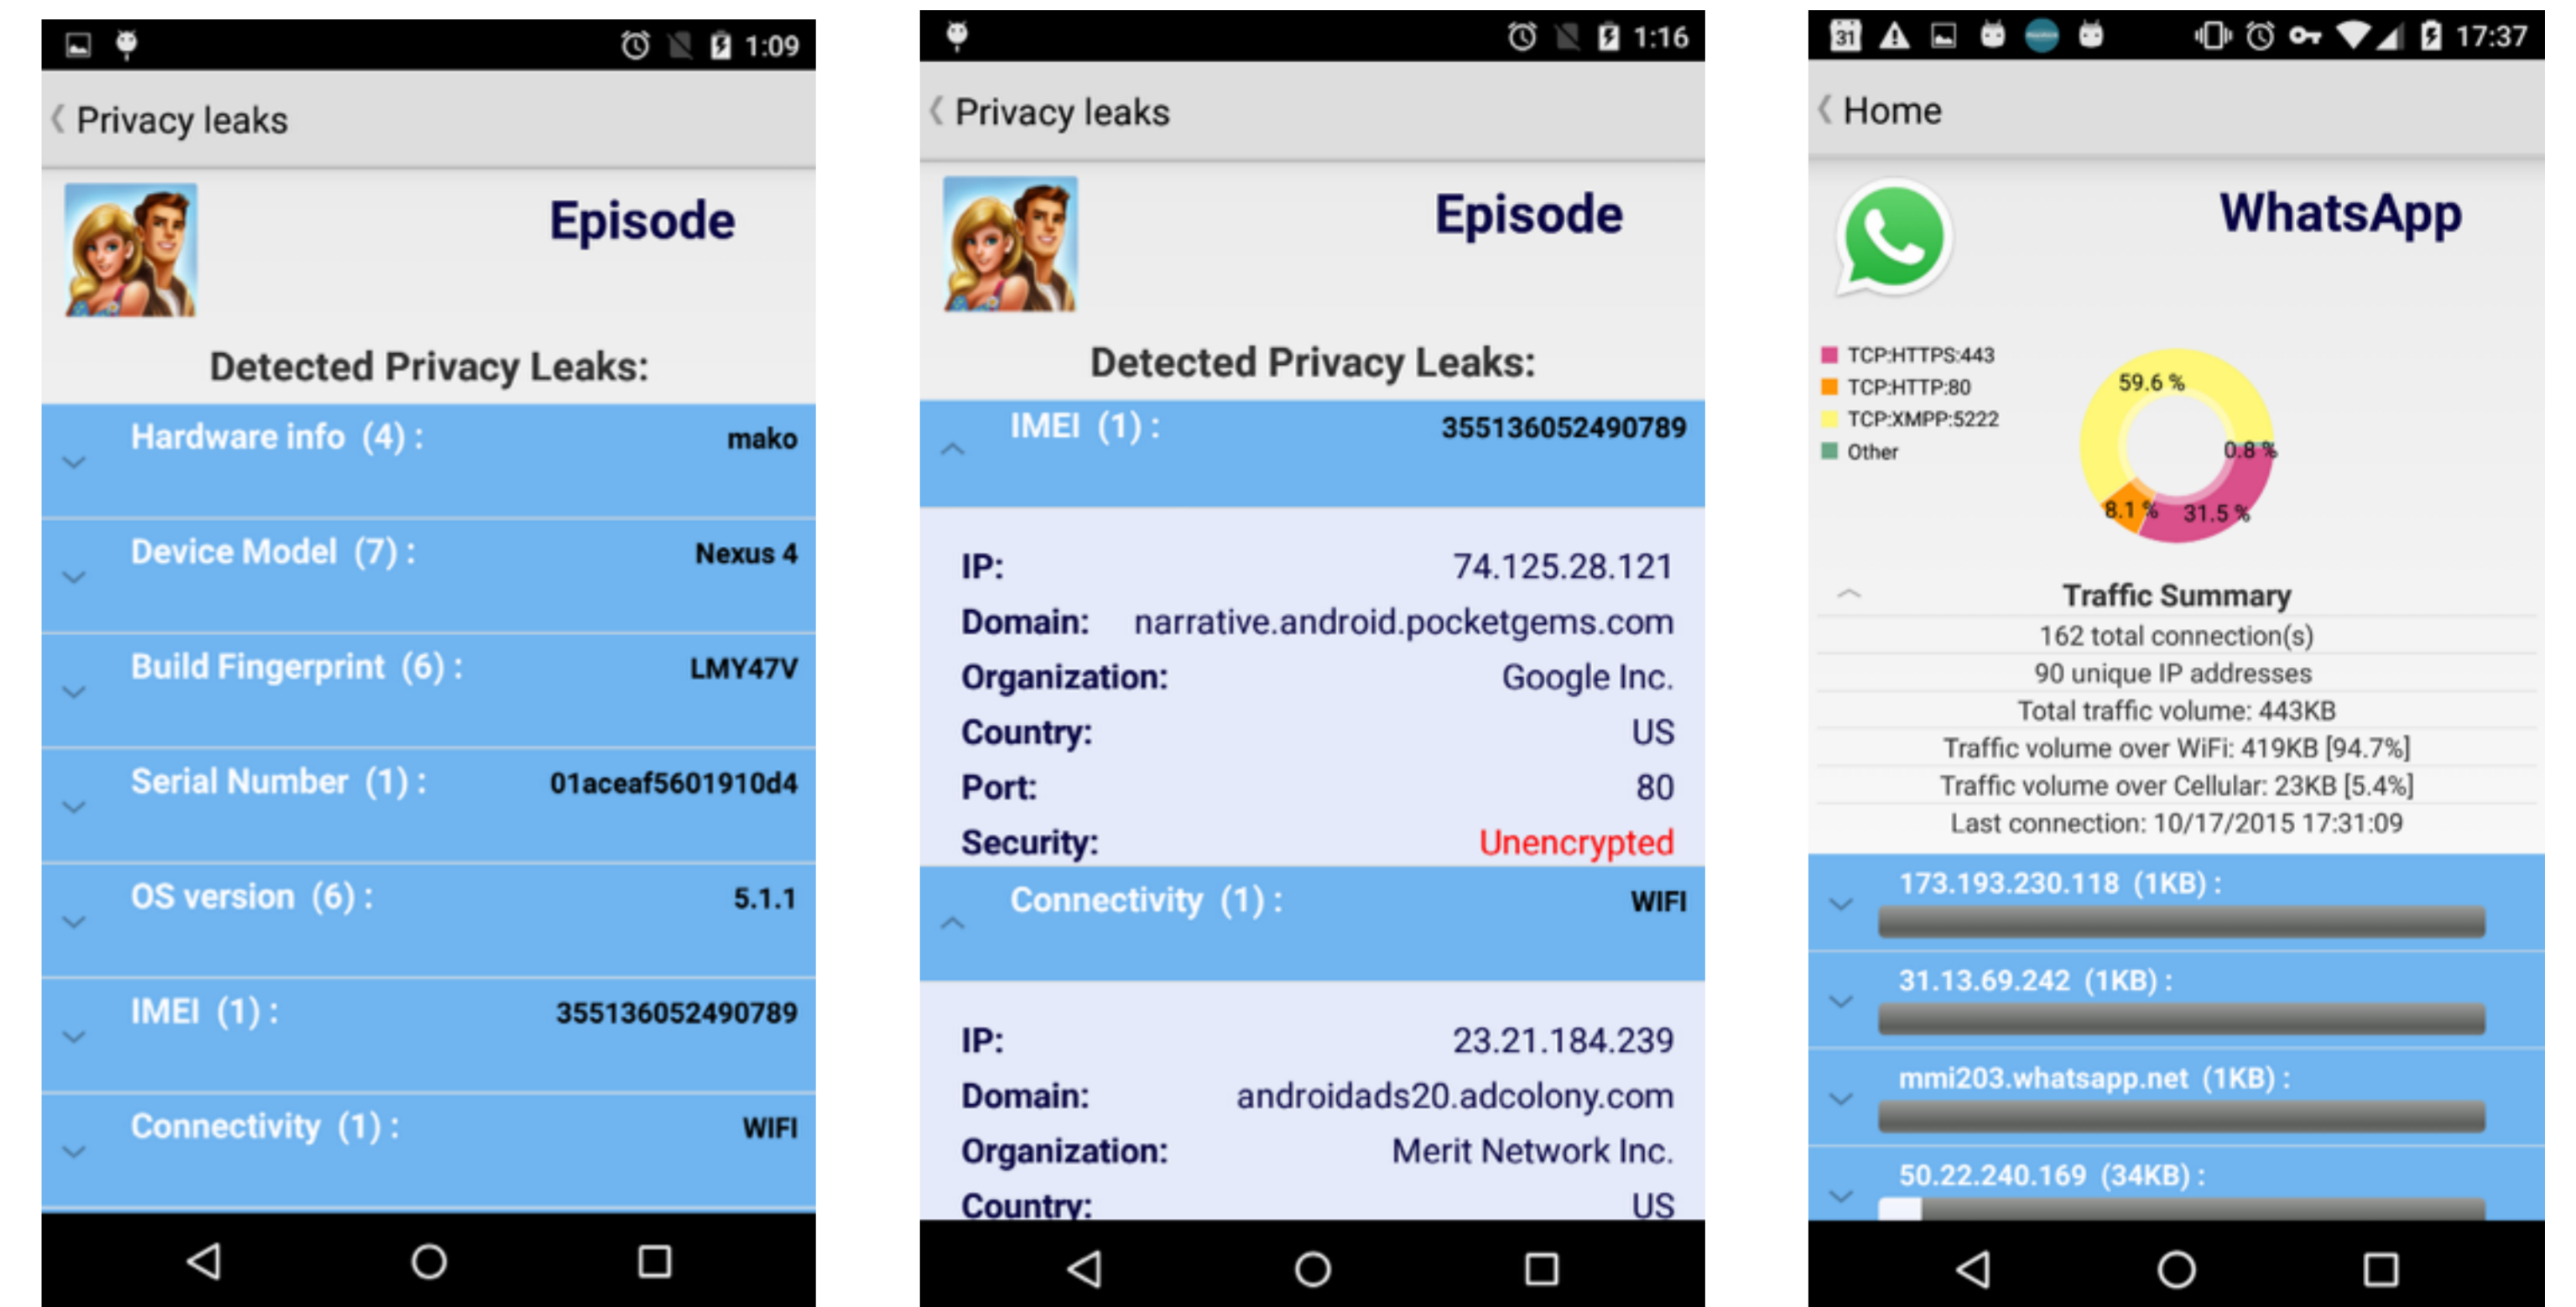 1:09
Privacy leaks
Episode
Detected Privacy Leaks:
Hardware info (4) : mako
Device Model (7) : Nexus 4
Build Fingerprint (6) : LMY47V
Serial Number (1) : 01aceaf5601910d4
OS version (6) : 5.1.1
IMEI (1) : 355136052490789
Connectivity (1) : WIFI
1:16
Privacy leaks
Episode
Detected Privacy Leaks:
IMEI (1) : 355136052490789
IP: 74.125.28.121
Domain: narrative.android.pocketgems.com
Organization: Google Inc.
Country: US
Port: 80
Security: Unencrypted
Connectivity (1) : WIFI
IP: 23.21.184.239
Domain: androidads20.adcolony.com
Organization: Merit Network Inc.
Country: US
31 17:37
Home
WhatsApp
TCP:HTTPS:443
TCP:HTTP:80
TCP:XMPP:5222
Other
59.6 %
0.8 %
8.1 % 31.5 %
Traffic Summary
162 total connection(s)
90 unique IP addresses
Total traffic volume: 443KB
Traffic volume over WiFi: 419KB [94.7%]
Traffic volume over Cellular: 23KB [5.4%]
Last connection: 10/17/2015 17:31:09
173.193.230.118 (1KB) :
31.13.69.242 (1KB) :
mmi203.whatsapp.net (1KB) :
50.22.240.169 (34KB) :